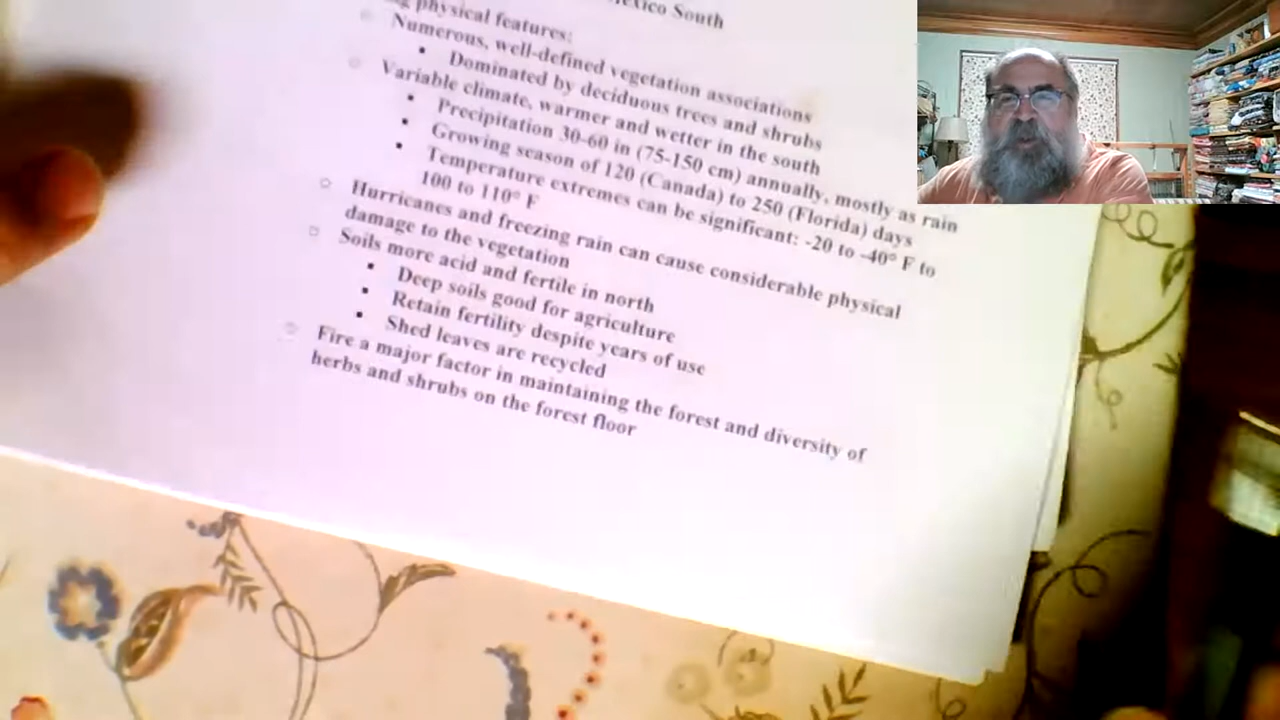 Mexico South
physical features:
Numerous, well-defined vegetation associations
Dominated by deciduous trees and shrubs
Variable climate, warmer and wetter in the south
Precipitation 30-60 in (75-150 cm) annually, mostly as rain
Growing season of 120 (Canada) to 250 (Florida) days
Temperature extremes can be significant: -20 to -40° F to
100 to 110° F
Hurricanes and freezing rain can cause considerable physical
damage to the vegetation
Soils more acid and fertile in north
Deep soils good for agriculture
Retain fertility despite years of use
Shed leaves are recycled
Fire a major factor in maintaining the forest and diversity of
herbs and shrubs on the forest floor